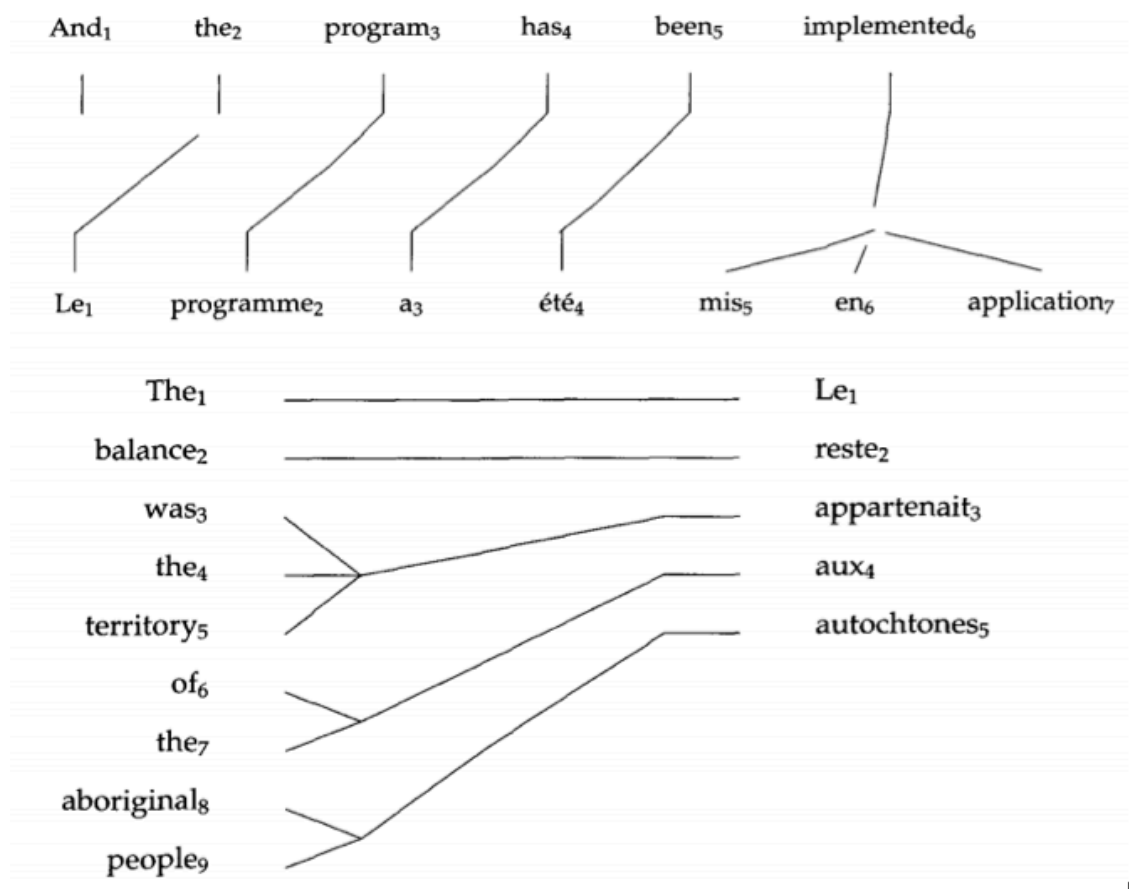 And₁ the₂ program₃ has₄ been₅ implemented₆
Le₁ programme₂ a₃ été₄ mis₅ en₆ application₇
The₁ Le₁
balance₂ reste₂
was₃ appartenait₃
the₄ aux₄
territory₅ autochtones₅
of₆
the₇
aboriginal₈
people₉